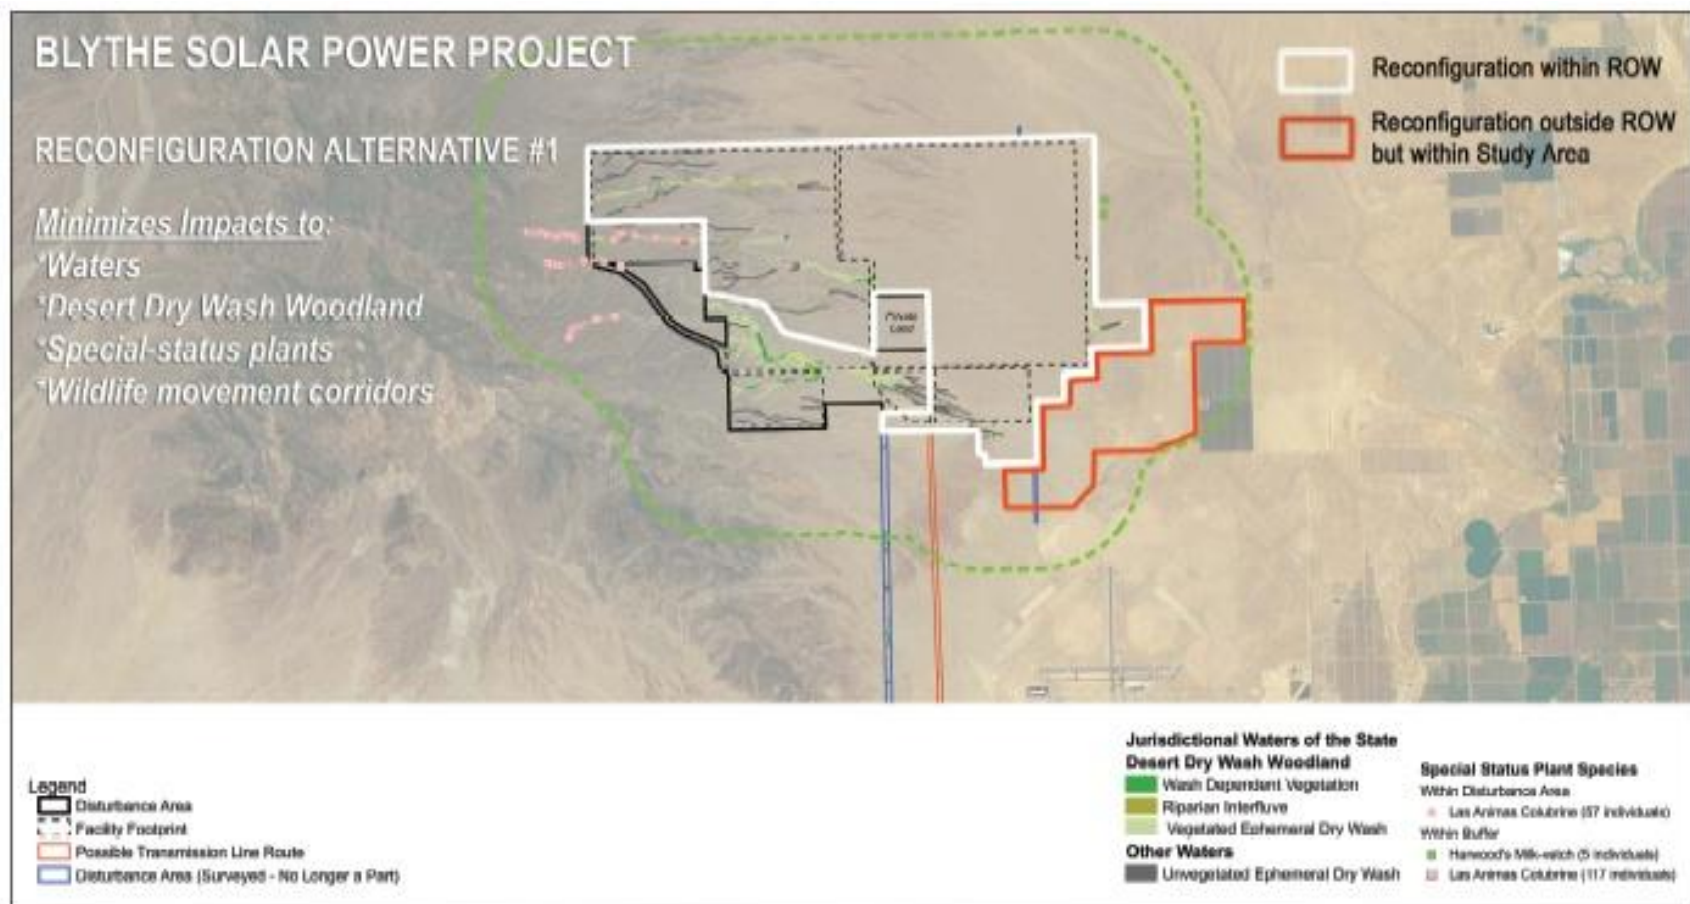 BLYTHE SOLAR POWER PROJECT
RECONFIGURATION ALTERNATIVE #1
Minimizes Impacts to:
*Waters
*Desert Dry Wash Woodland
*Special-status plants
*Wildlife movement corridors
Reconfiguration within ROW
Reconfiguration outside ROW
but within Study Area
Private
Land
Legend
Disturbance Area
Facility Footprint
Possible Transmission Line Route
Disturbance Area (Surveyed - No Longer a Part)
Jurisdictional Waters of the State
Desert Dry Wash Woodland
Wash Dependent Vegetation
Riparian Interfluve
Vegetated Ephemeral Dry Wash
Other Waters
Unvegetated Ephemeral Dry Wash
Special Status Plant Species
Within Disturbance Area
Las Animas Colubrine (57 individuals)
Within Buffer
Harwood's Milk-vetch (5 individuals)
Las Animas Colubrine (117 individuals)